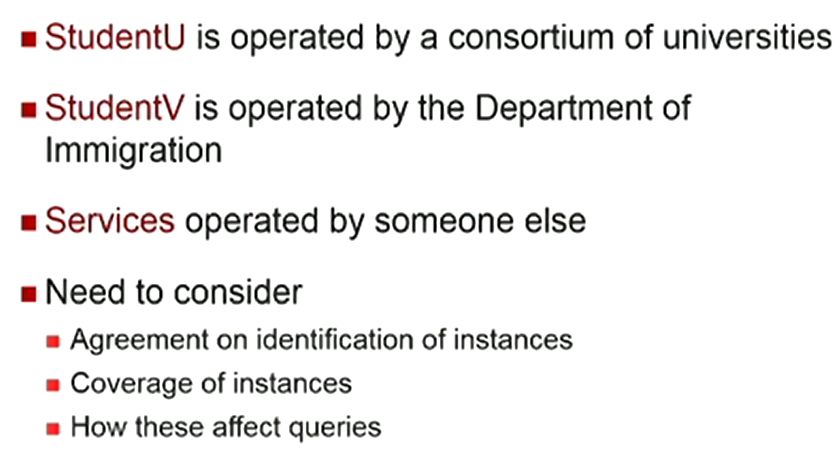 StudentU is operated by a consortium of universities
StudentV is operated by the Department of
Immigration
Services operated by someone else
Need to consider
Agreement on identification of instances
Coverage of instances
How these affect queries